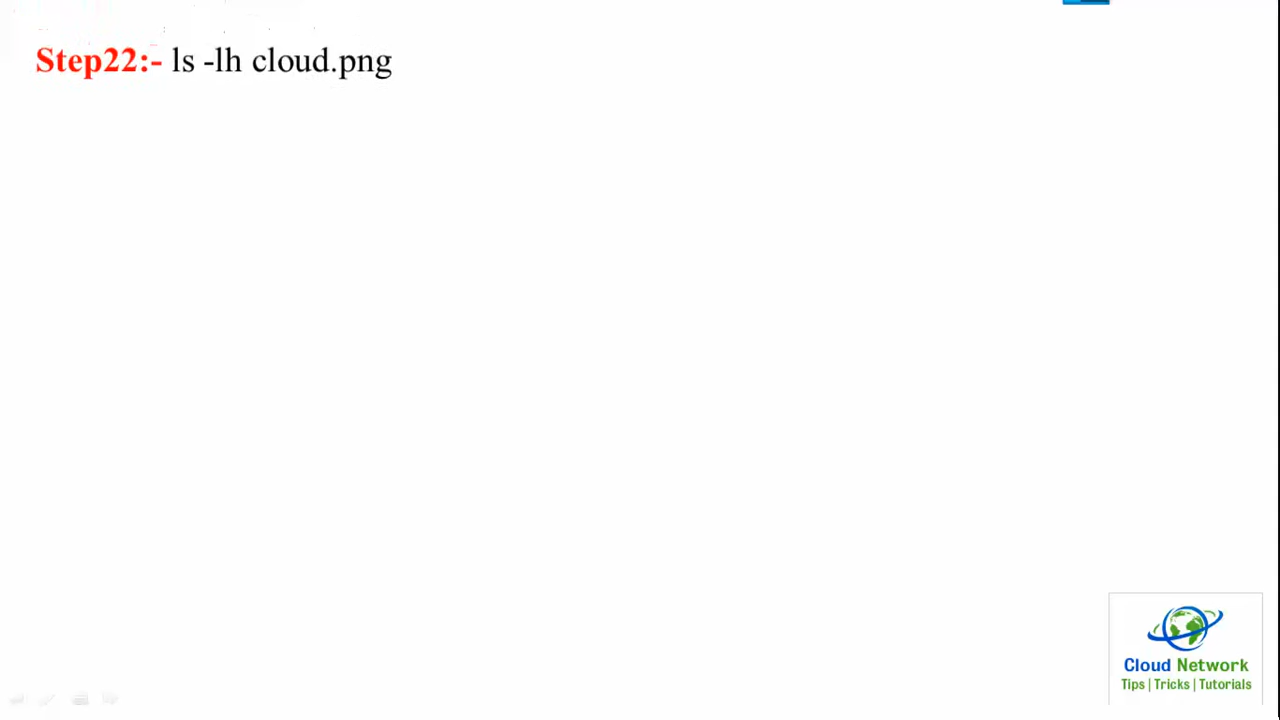 Step22:- ls -lh cloud.png
Cloud Network
Tips | Tricks | Tutorials